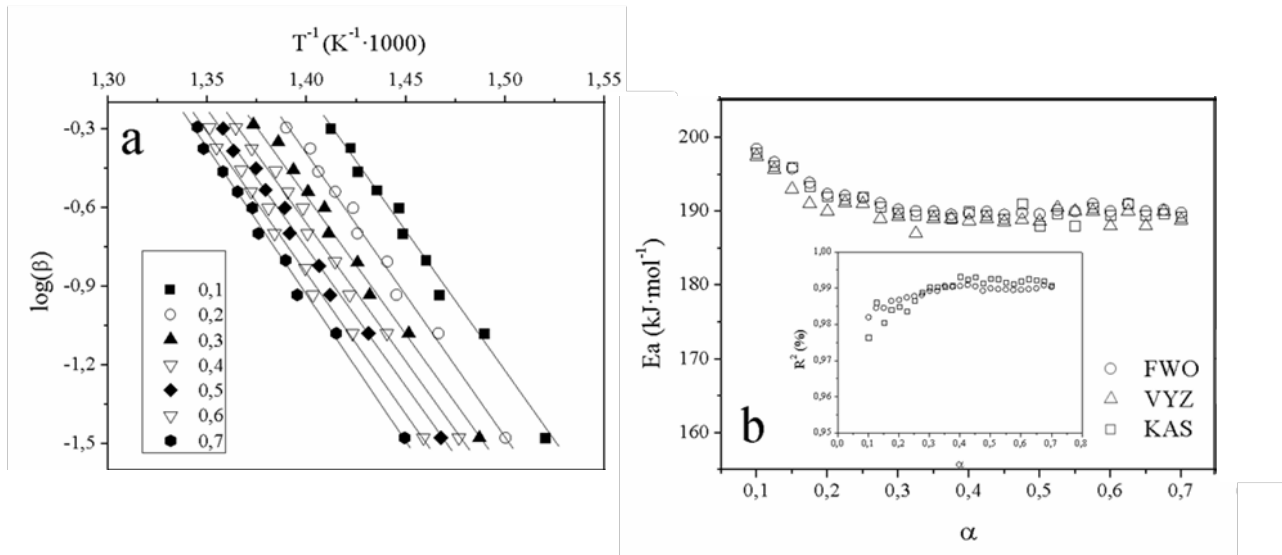 T⁻¹ (K⁻¹·1000)
1,30 1,35 1,40 1,45 1,50 1,55
a
log(β)
-0,3
-0,6
-0,9
-1,2
-1,5
0,1
0,2
0,3
0,4
0,5
0,6
0,7
b
Ea (kJ·mol⁻¹)
200
190
180
170
160
0,1 0,2 0,3 0,4 0,5 0,6 0,7
α
R² (%)
1,00
0,99
0,98
0,97
0,96
0,95
0,0 0,1 0,2 0,3 0,4 0,5 0,6 0,7 0,8
α
FWO
VYZ
KAS